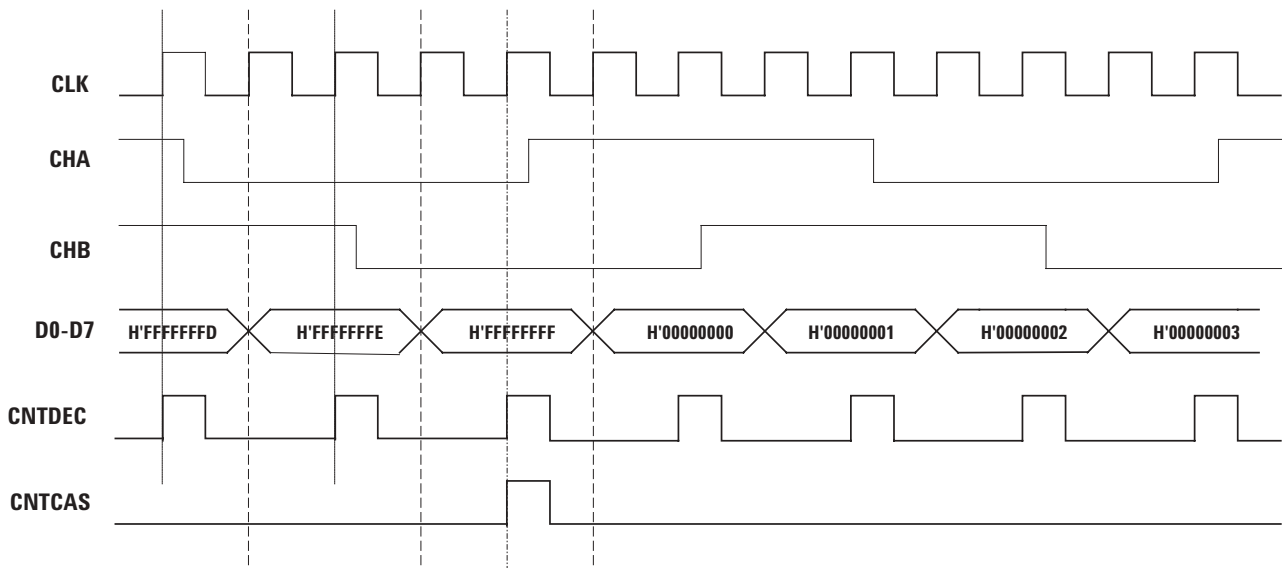 CLK
CHA
CHB
D0-D7 H'FFFFFFFD H'FFFFFFFE H'FFFFFFFF H'00000000 H'00000001 H'00000002 H'00000003
CNTDEC
CNTCAS